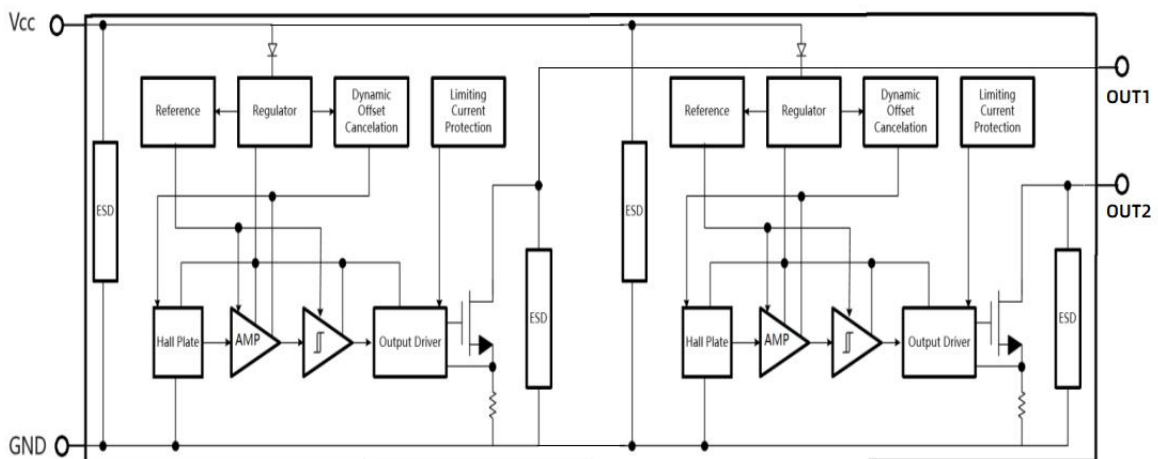 Vcc
Reference
Regulator
Dynamic
Offset
Cancelation
Limiting
Current
Protection
ESD
Hall Plate
AMP
Output Driver
ESD
Reference
Regulator
Dynamic
Offset
Cancelation
Limiting
Current
Protection
ESD
Hall Plate
AMP
Output Driver
ESD
OUT1
OUT2
GND